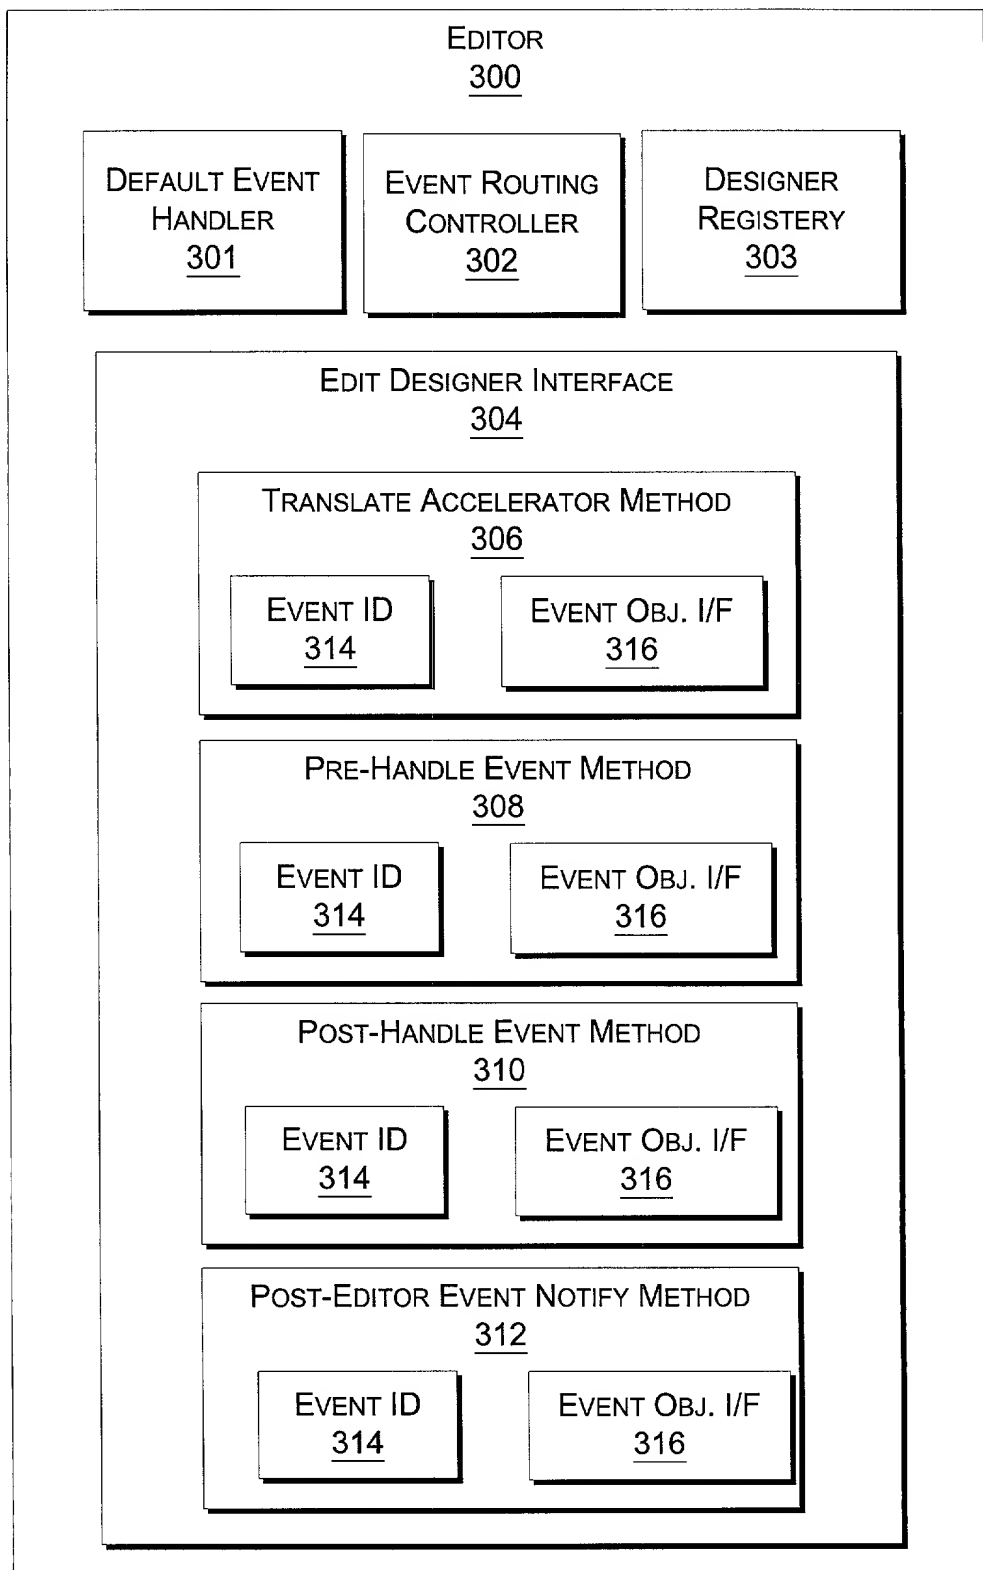 EDITOR
300
DEFAULT EVENT
HANDLER
301
EVENT ROUTING
CONTROLLER
302
DESIGNER
REGISTERY
303
EDIT DESIGNER INTERFACE
304
TRANSLATE ACCELERATOR METHOD
306
EVENT ID
314
EVENT OBJ. I/F
316
PRE-HANDLE EVENT METHOD
308
EVENT ID
314
EVENT OBJ. I/F
316
POST-HANDLE EVENT METHOD
310
EVENT ID
314
EVENT OBJ. I/F
316
POST-EDITOR EVENT NOTIFY METHOD
312
EVENT ID
314
EVENT OBJ. I/F
316